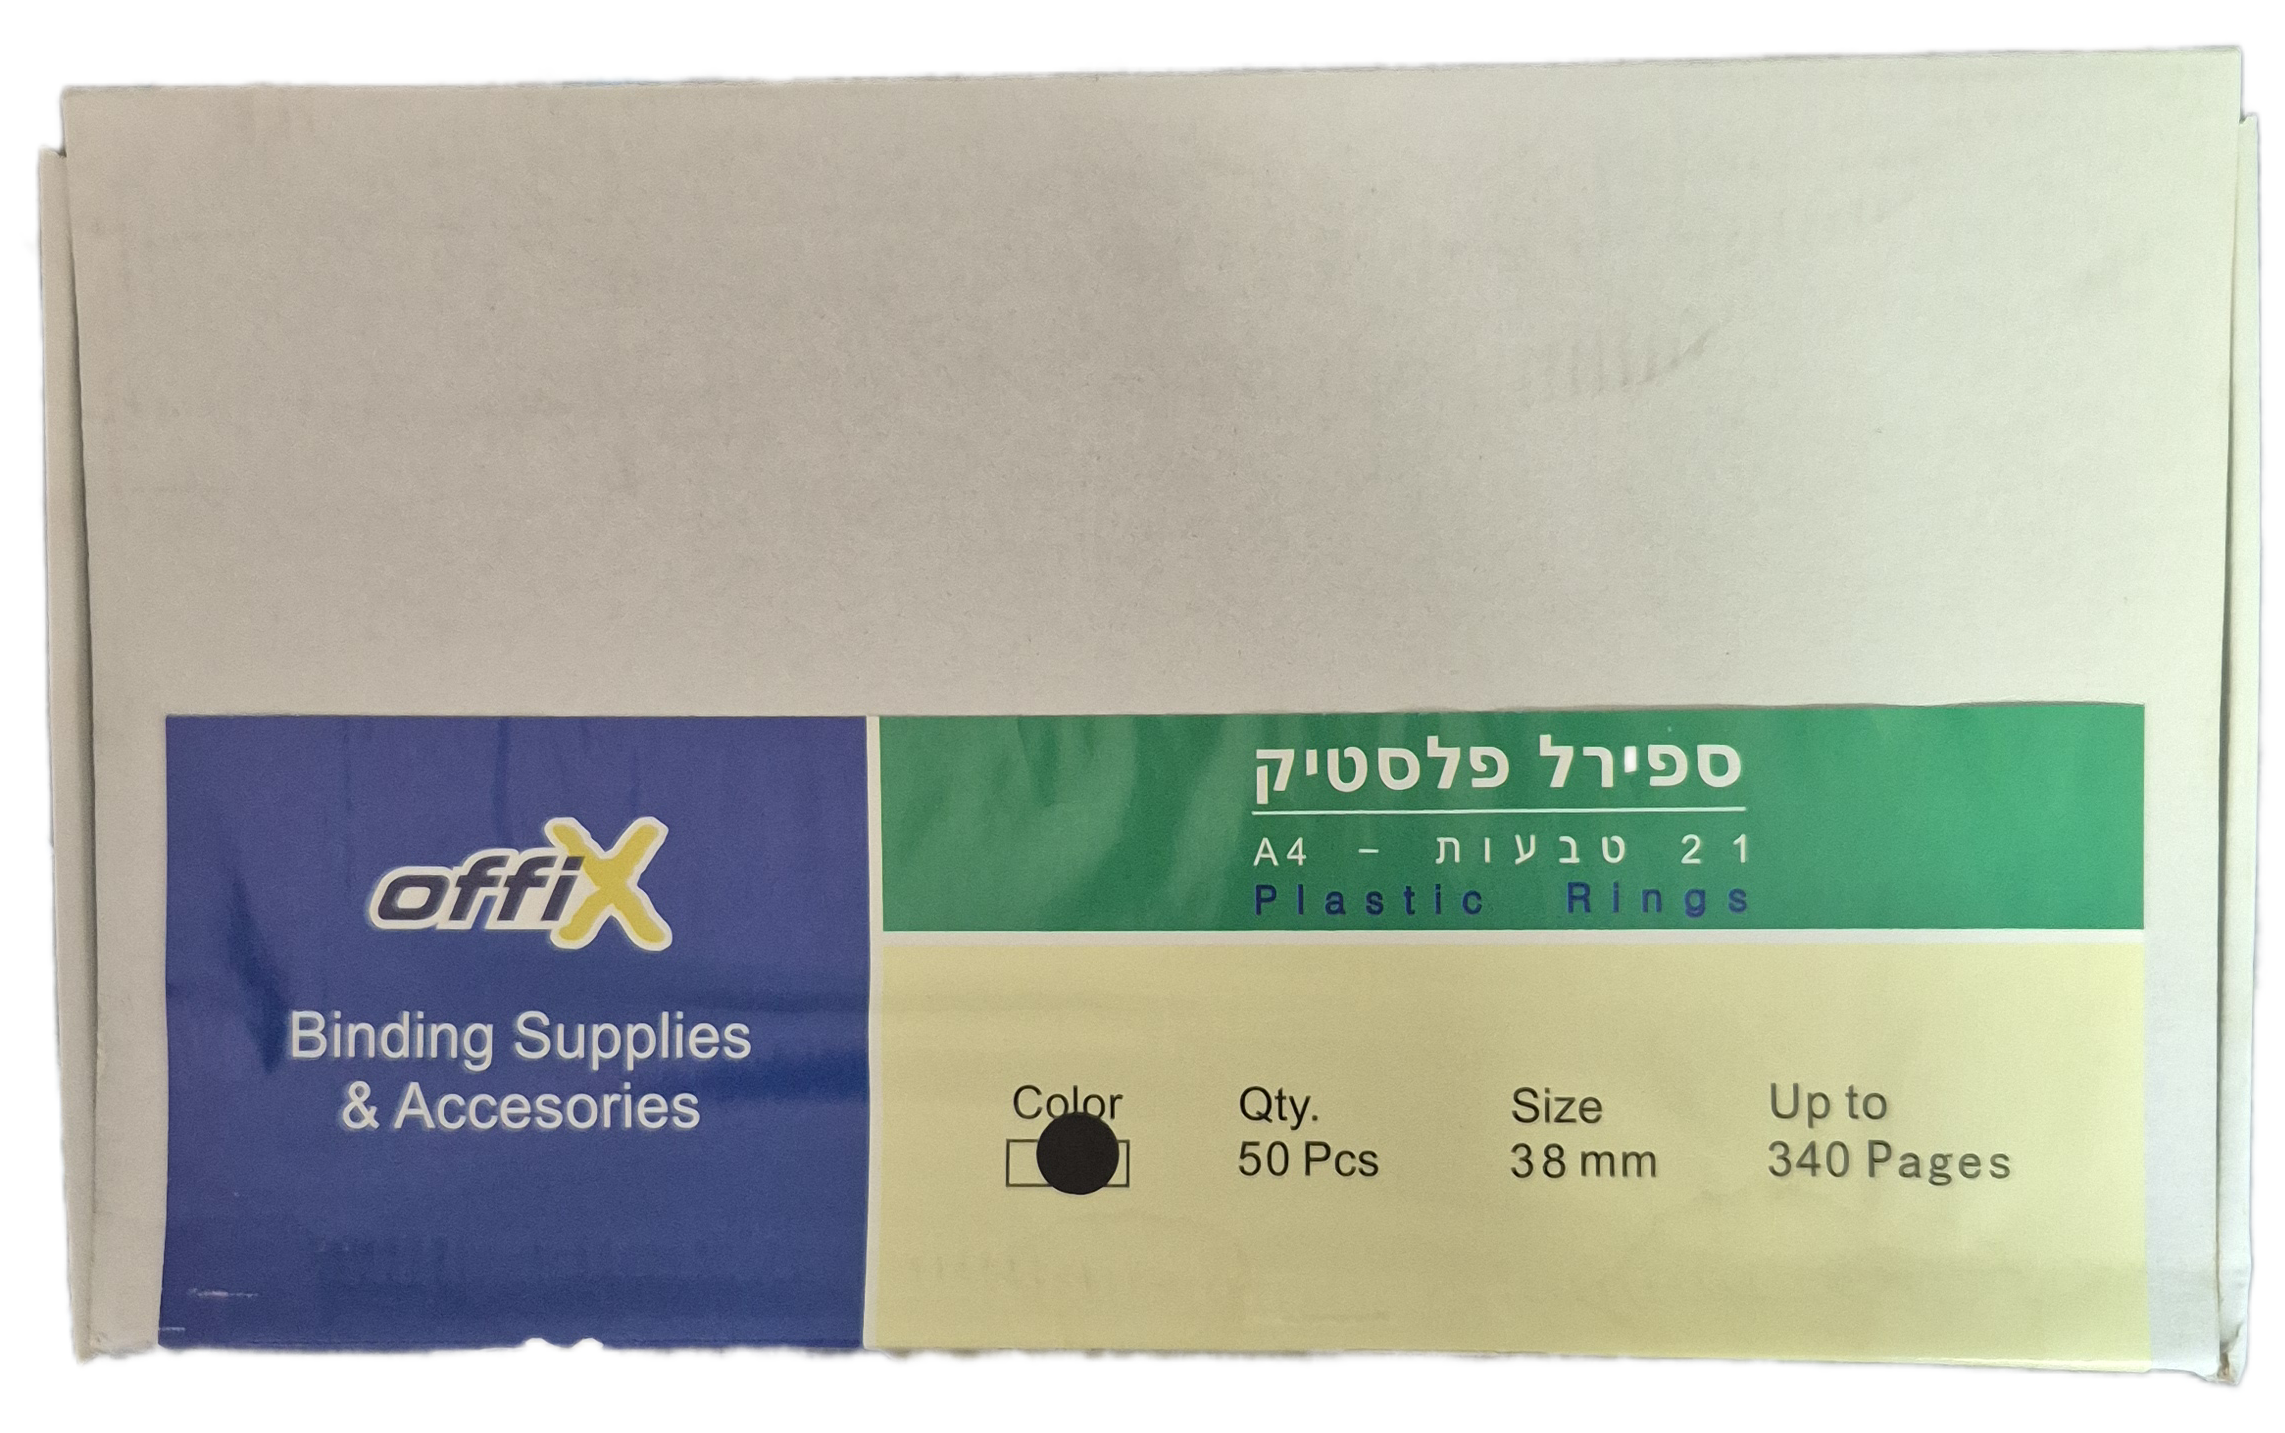 offix
Binding Supplies
& Accesories
ספירל פלסטיק
21 טבעות - A4
Plastic Rings
Color
Qty.
50 Pcs
Size
38 mm
Up to
340 Pages